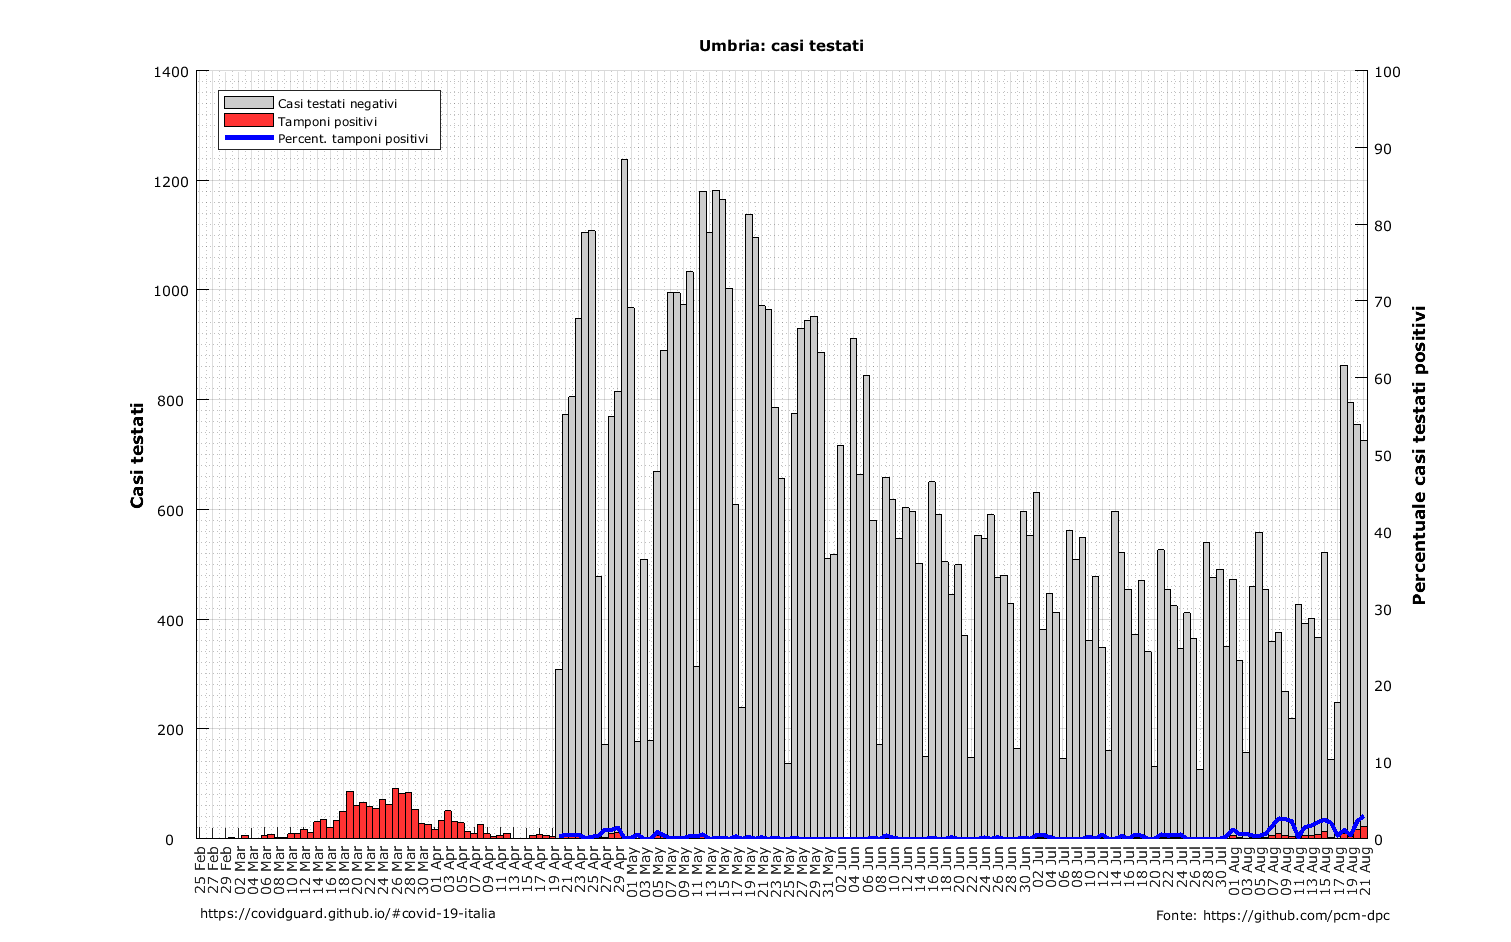 Umbria: casi testati
1400
1200
1000
800
600
400
200
0
100
90
80
70
60
50
40
30
20
10
0
Casi testati negativi
Tamponi positivi
Percent. tamponi positivi
Casi testati
Percentuale casi testati positivi
25 Feb
27 Feb
29 Feb
02 Mar
04 Mar
06 Mar
08 Mar
10 Mar
12 Mar
14 Mar
16 Mar
18 Mar
20 Mar
22 Mar
24 Mar
26 Mar
28 Mar
30 Mar
01 Apr
03 Apr
05 Apr
07 Apr
09 Apr
11 Apr
13 Apr
15 Apr
17 Apr
19 Apr
21 Apr
23 Apr
25 Apr
27 Apr
29 Apr
01 May
03 May
05 May
07 May
09 May
11 May
13 May
15 May
17 May
19 May
21 May
23 May
25 May
27 May
29 May
31 May
02 Jun
04 Jun
06 Jun
08 Jun
10 Jun
12 Jun
14 Jun
16 Jun
18 Jun
20 Jun
22 Jun
24 Jun
26 Jun
28 Jun
30 Jun
02 Jul
04 Jul
06 Jul
08 Jul
10 Jul
12 Jul
14 Jul
16 Jul
18 Jul
20 Jul
22 Jul
24 Jul
26 Jul
28 Jul
30 Jul
01 Aug
03 Aug
05 Aug
07 Aug
09 Aug
11 Aug
13 Aug
15 Aug
17 Aug
19 Aug
21 Aug
https://covidguard.github.io/#covid-19-italia
Fonte: https://github.com/pcm-dpc